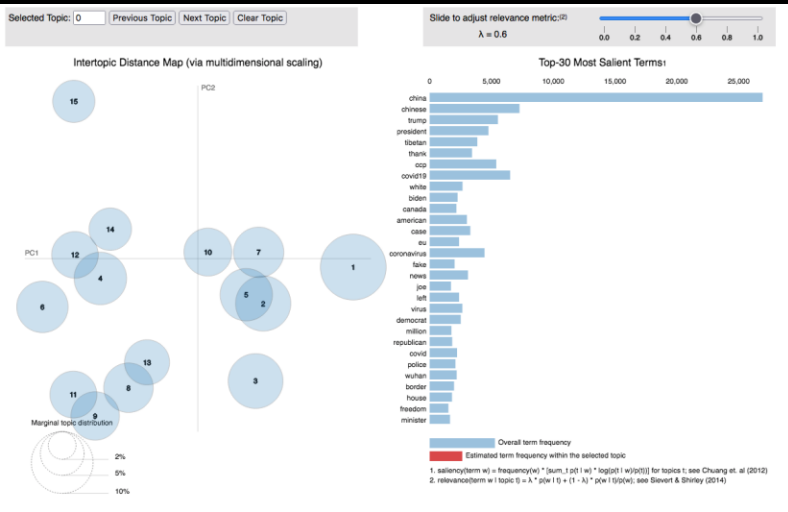 Selected Topic: 0 Previous Topic Next Topic Clear Topic
Slide to adjust relevance metric:(2)
λ = 0.6
0.0 0.2 0.4 0.6 0.8 1.0
Intertopic Distance Map (via multidimensional scaling)
PC2
PC1
15
14
12
4
6
10
7
1
5
2
3
13
8
11
9
Marginal topic distribution
2%
5%
10%
Top-30 Most Salient Terms1
0 5,000 10,000 15,000 20,000 25,000
china
chinese
trump
president
tibetan
thank
ccp
covid19
white
biden
canada
american
case
eu
coronavirus
fake
news
joe
left
virus
democrat
million
republican
covid
police
wuhan
border
house
freedom
minister
Overall term frequency
Estimated term frequency within the selected topic
1. saliency(term w) = frequency(w) * [sum_t p(t | w) * log(p(t | w)/p(t))] for topics t; see Chuang et. al (2012)
2. relevance(term w | topic t) = λ * p(w | t) + (1 - λ) * p(w | t)/p(w); see Sievert & Shirley (2014)